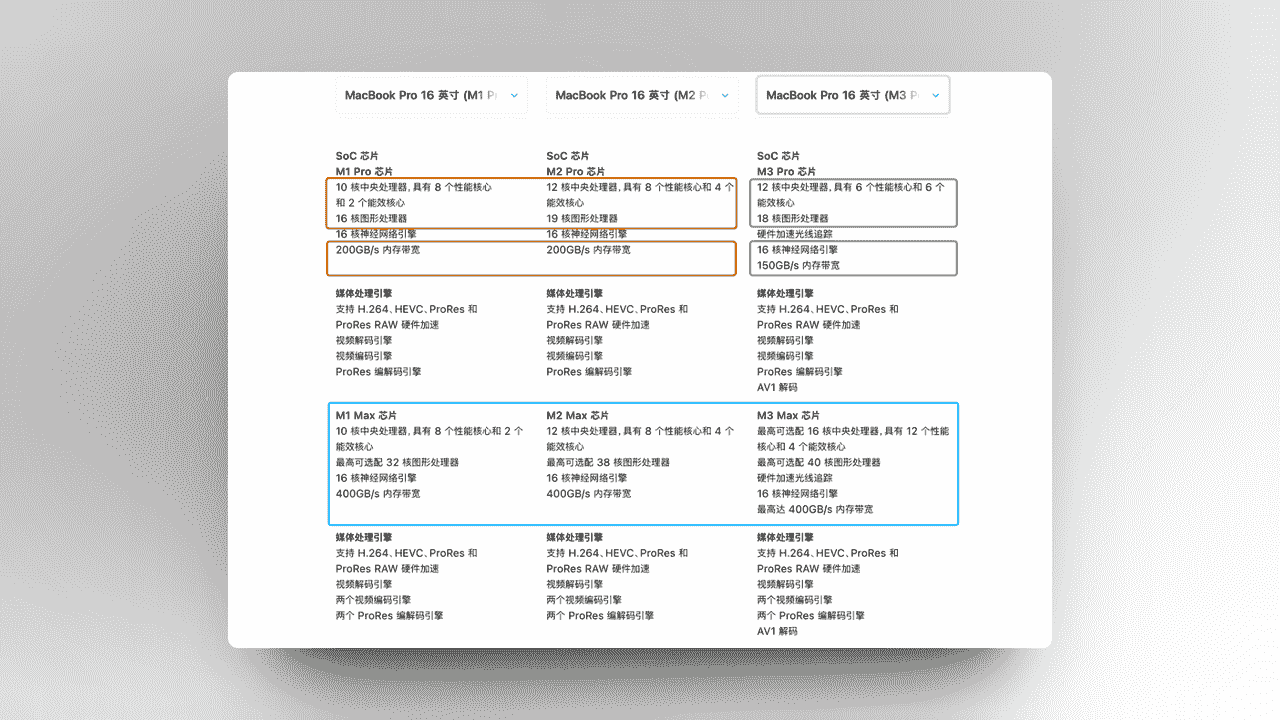 MacBook Pro 16 英寸 (M1 P
MacBook Pro 16 英寸 (M2 P
MacBook Pro 16 英寸 (M3 P
SoC 芯片
M1 Pro 芯片
10 核中央处理器, 具有 8 个性能核心
和 2 个能效核心
16 核图形处理器
16 核神经网络引擎
200GB/s 内存带宽
SoC 芯片
M2 Pro 芯片
12 核中央处理器, 具有 8 个性能核心和 4 个
能效核心
19 核图形处理器
16 核神经网络引擎
200GB/s 内存带宽
SoC 芯片
M3 Pro 芯片
12 核中央处理器, 具有 6 个性能核心和 6 个
能效核心
18 核图形处理器
硬件加速光线追踪
16 核神经网络引擎
150GB/s 内存带宽
媒体处理引擎
支持 H.264、HEVC、ProRes 和
ProRes RAW 硬件加速
视频解码引擎
视频编码引擎
ProRes 编解码引擎
媒体处理引擎
支持 H.264、HEVC、ProRes 和
ProRes RAW 硬件加速
视频解码引擎
视频编码引擎
ProRes 编解码引擎
媒体处理引擎
支持 H.264、HEVC、ProRes 和
ProRes RAW 硬件加速
视频解码引擎
视频编码引擎
ProRes 编解码引擎
AV1 解码
M1 Max 芯片
10 核中央处理器, 具有 8 个性能核心和 2 个
能效核心
最高可选配 32 核图形处理器
16 核神经网络引擎
400GB/s 内存带宽
M2 Max 芯片
12 核中央处理器, 具有 8 个性能核心和 4 个
能效核心
最高可选配 38 核图形处理器
16 核神经网络引擎
400GB/s 内存带宽
M3 Max 芯片
最高可选配 16 核中央处理器, 具有 12 个性能
核心和 4 个能效核心
最高可选配 40 核图形处理器
硬件加速光线追踪
16 核神经网络引擎
最高达 400GB/s 内存带宽
媒体处理引擎
支持 H.264、HEVC、ProRes 和
ProRes RAW 硬件加速
视频解码引擎
两个视频编码引擎
两个 ProRes 编解码引擎
媒体处理引擎
支持 H.264、HEVC、ProRes 和
ProRes RAW 硬件加速
视频解码引擎
两个视频编码引擎
两个 ProRes 编解码引擎
媒体处理引擎
支持 H.264、HEVC、ProRes 和
ProRes RAW 硬件加速
视频解码引擎
两个视频编码引擎
两个 ProRes 编解码引擎
AV1 解码